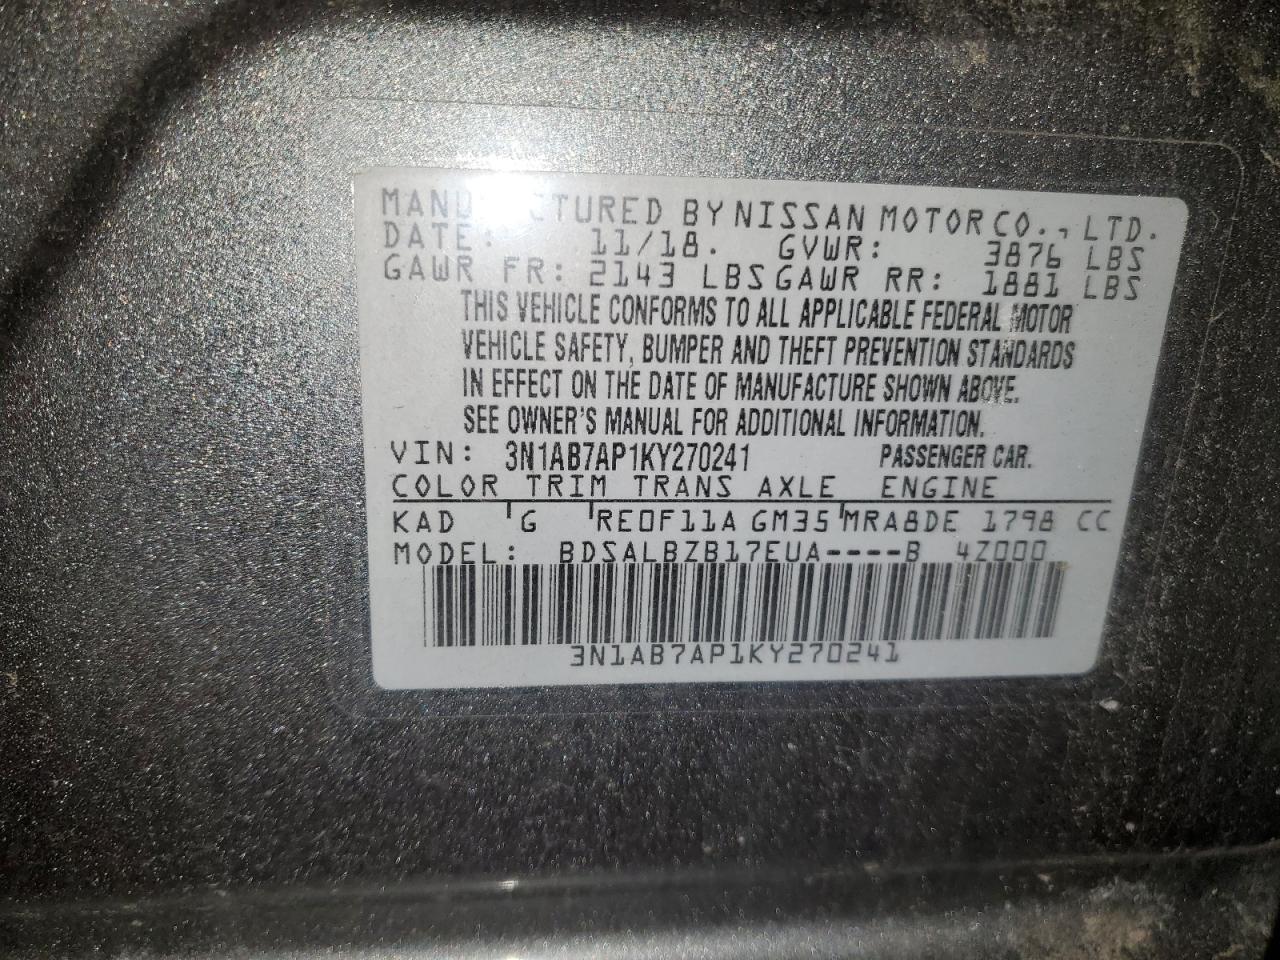 MANUFACTURED BY NISSAN MOTOR CO., LTD.
DATE: 11/18. GVWR: 3876 LBS
GAWR FR: 2143 LBS GAWR RR: 1881 LBS
THIS VEHICLE CONFORMS TO ALL APPLICABLE FEDERAL MOTOR
VEHICLE SAFETY, BUMPER AND THEFT PREVENTION STANDARDS
IN EFFECT ON THE DATE OF MANUFACTURE SHOWN ABOVE.
SEE OWNER'S MANUAL FOR ADDITIONAL INFORMATION.
VIN: 3N1AB7AP1KY270241 PASSENGER CAR.
COLOR TRIM TRANS AXLE ENGINE
KAD G RE0F11A GM35 MRA8DE 1798 CC
MODEL: BDSALBZB17EUA----B 4Z000
3N1AB7AP1KY270241